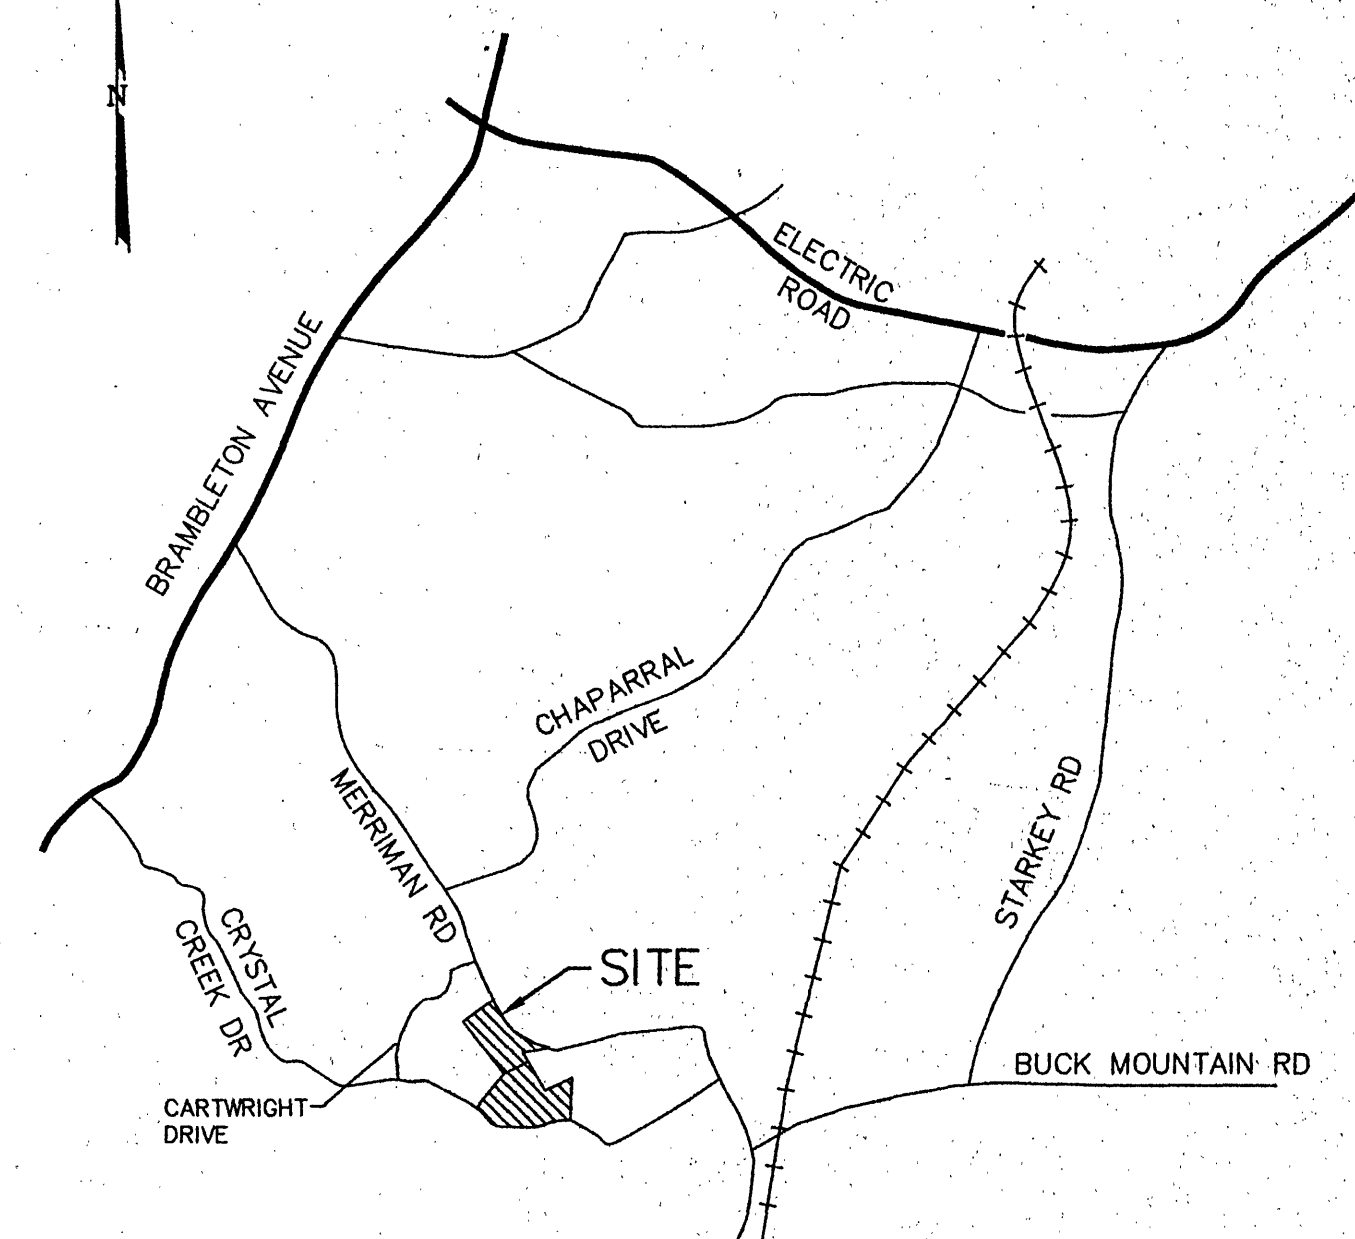 N
ELECTRIC
ROAD
BRAMBLETON AVENUE
CHAPARRAL
DRIVE
MERRIMAN RD
STARKEY RD
CRYSTAL
CREEK DR
SITE
BUCK MOUNTAIN RD
CARTWRIGHT
DRIVE